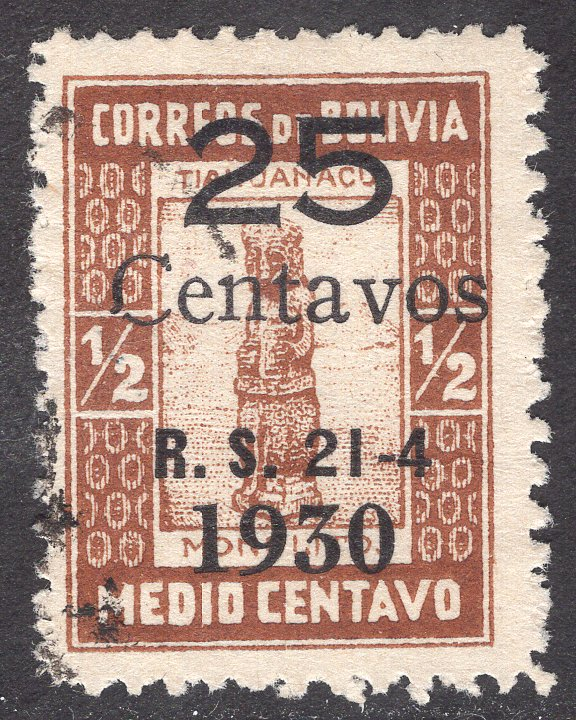 CORREOS DE BOLIVIA
25
TIAHUANACU
Centavos
1/2 1/2
R. S. 21-4
1930
MONOLITO.
MEDIO CENTAVO